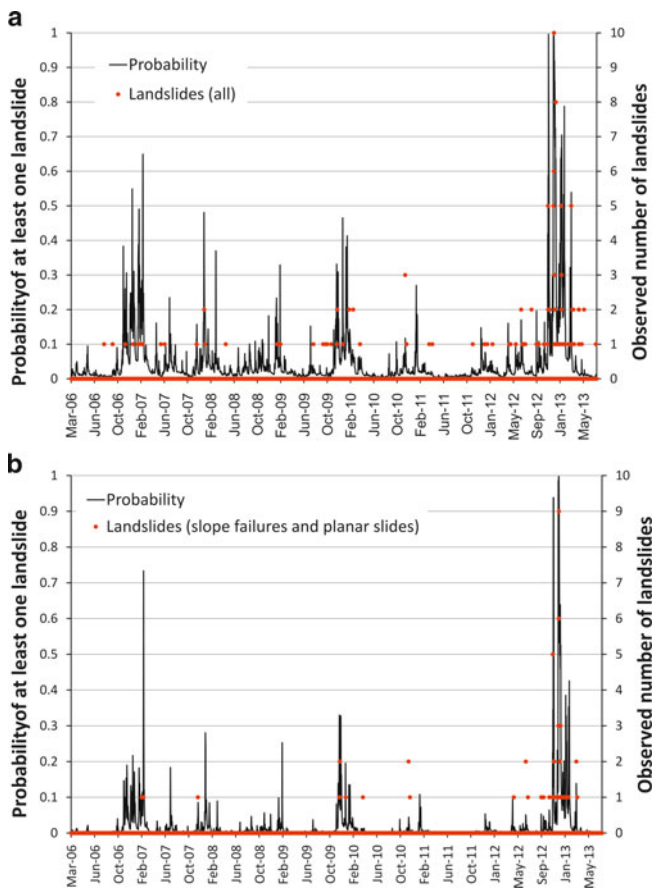 a
Probabilityof at least one landslide
Observed number of landslides
Probability
Landslides (all)
1
0.9
0.8
0.7
0.6
0.5
0.4
0.3
0.2
0.1
0
10
9
8
7
6
5
4
3
2
1
0
Mar-06
Jun-06
Oct-06
Feb-07
Jun-07
Oct-07
Feb-08
Jun-08
Oct-08
Feb-09
Jun-09
Oct-09
Feb-10
Jun-10
Oct-10
Feb-11
Jun-11
Oct-11
Jan-12
May-12
Sep-12
Jan-13
May-13
b
Probabilityof at least one landslide
Observed number of landslides
Probability
Landslides (slope failures and planar slides)
1
0.9
0.8
0.7
0.6
0.5
0.4
0.3
0.2
0.1
0
10
9
8
7
6
5
4
3
2
1
0
Mar-06
Jun-06
Oct-06
Feb-07
Jun-07
Oct-07
Feb-08
Jun-08
Oct-08
Feb-09
Jun-09
Oct-09
Feb-10
Jun-10
Oct-10
Feb-11
Jun-11
Oct-11
Jan-12
May-12
Sep-12
Jan-13
May-13